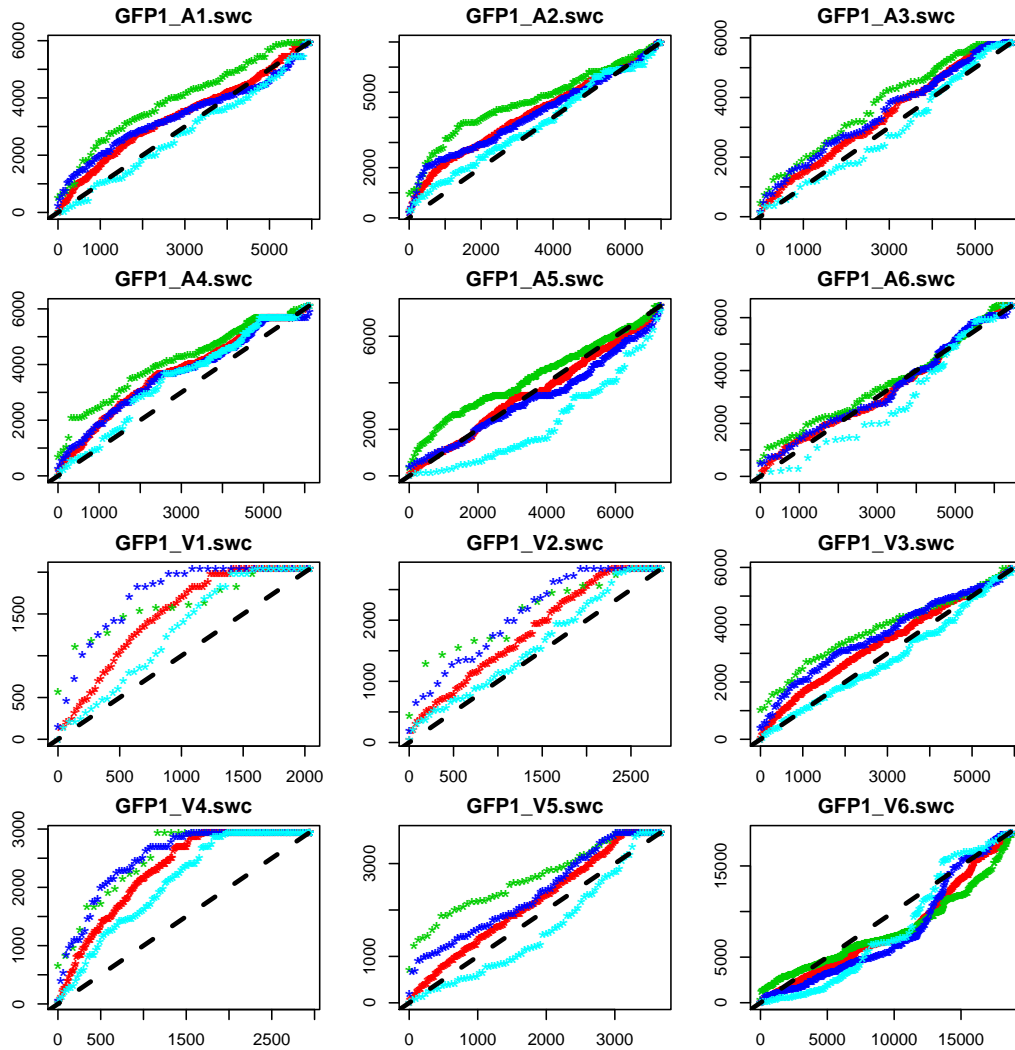 GFP1_A1.swc GFP1_A2.swc GFP1_A3.swc
0 2000 4000 6000
0 1000 3000 5000
0 2000 5000
0 2000 4000 6000
0 2000 4000 6000
0 1000 3000 5000
GFP1_A4.swc GFP1_A5.swc GFP1_A6.swc
0 2000 4000 6000
0 1000 3000 5000
0 2000 6000
0 2000 4000 6000
0 2000 4000 6000
0 1000 3000 5000
GFP1_V1.swc GFP1_V2.swc GFP1_V3.swc
0 500 1500
0 500 1000 1500 2000
0 1000 2000
0 500 1500 2500
0 2000 4000 6000
0 1000 3000 5000
GFP1_V4.swc GFP1_V5.swc GFP1_V6.swc
0 1000 2000 3000
0 500 1500 2500
0 1000 3000
0 1000 2000 3000
0 5000 15000
0 5000 10000 15000